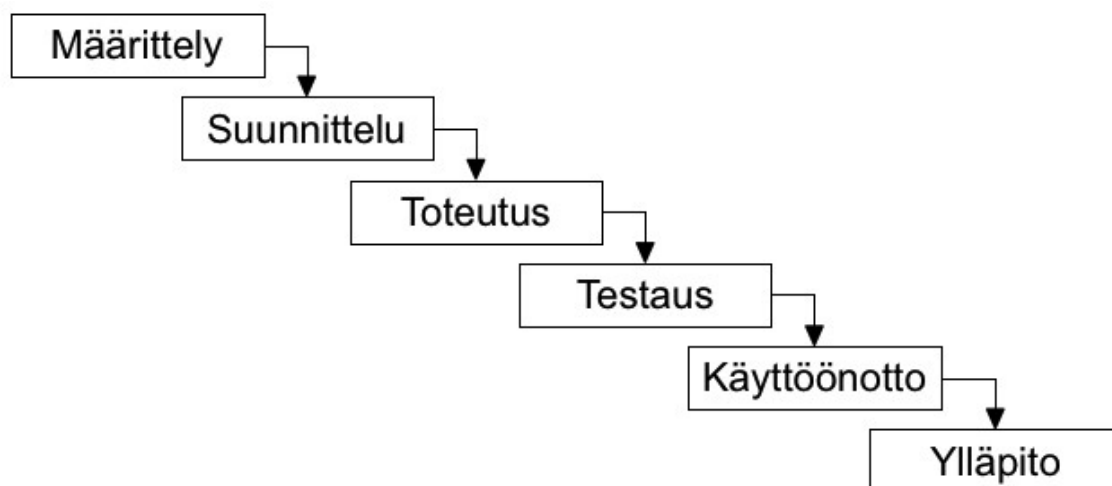 Määrittely
Suunnittelu
Toteutus
Testaus
Käyttöönotto
Ylläpito